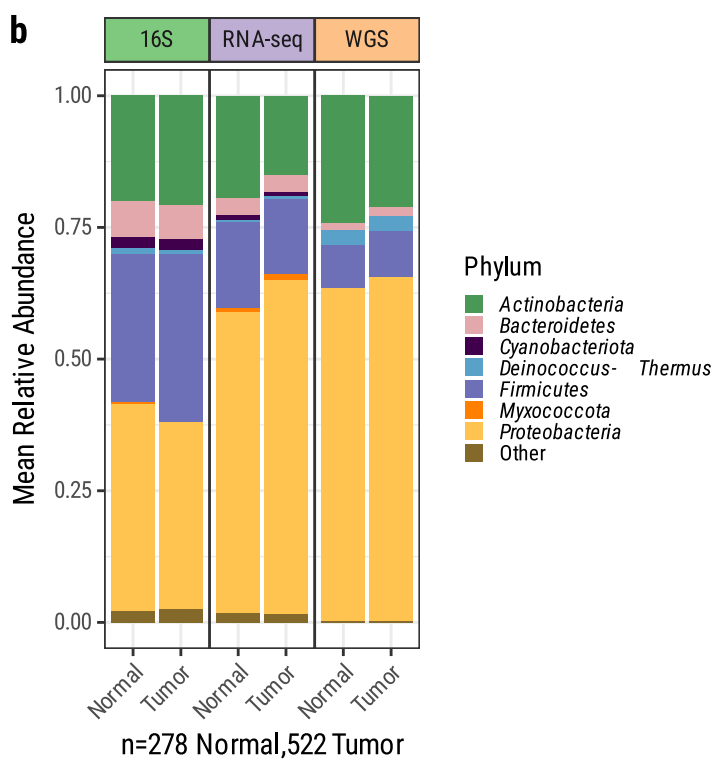 b
16S RNA-seq WGS
1.00
0.75
0.50
0.25
0.00
Mean Relative Abundance
Normal Tumor Normal Tumor Normal Tumor
n=278 Normal,522 Tumor
Phylum
Actinobacteria
Bacteroidetes
Cyanobacteriota
Deinococcus- Thermus
Firmicutes
Myxococcota
Proteobacteria
Other